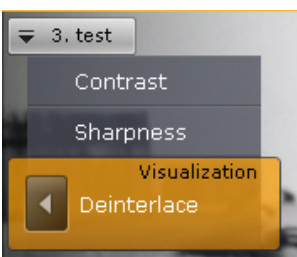 3. test
Contrast
Sharpness
Visualization
Deinterlace